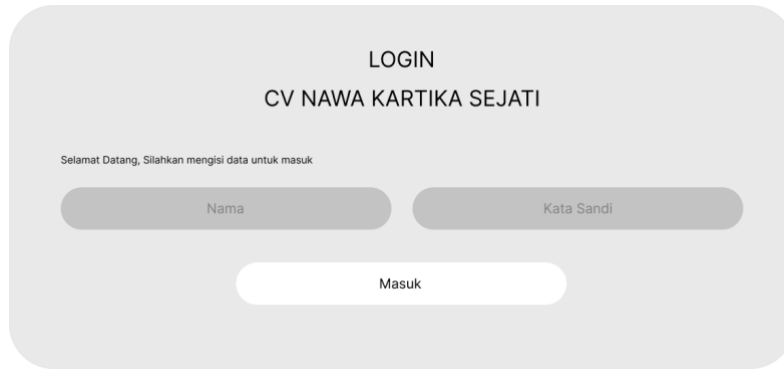 LOGIN
CV NAWA KARTIKA SEJATI
Selamat Datang, Silahkan mengisi data untuk masuk
Nama
Kata Sandi
Masuk